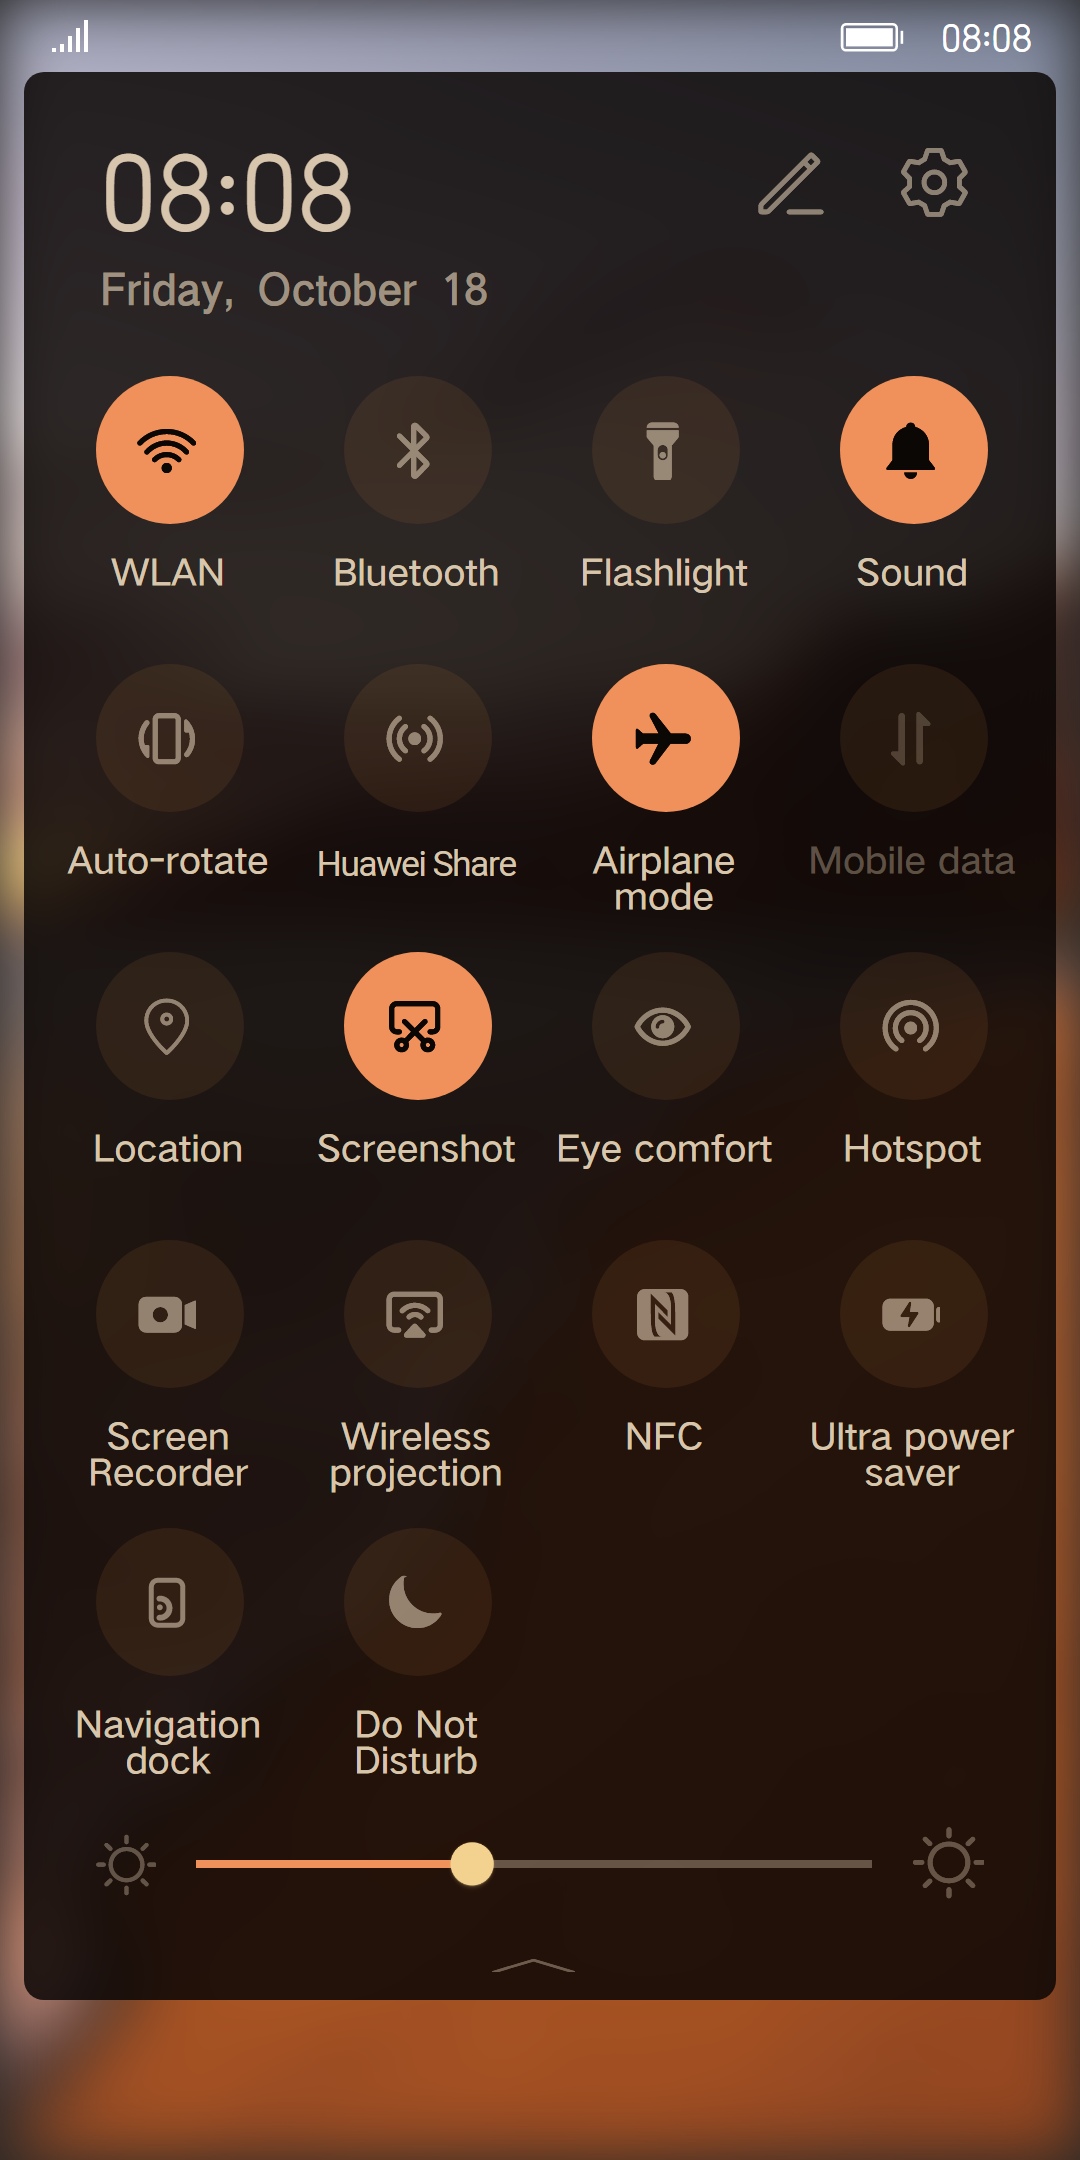 08:08
08:08
Friday, October 18
WLAN Bluetooth Flashlight Sound
Auto-rotate Huawei Share Airplane mode Mobile data
Location Screenshot Eye comfort Hotspot
Screen Recorder Wireless projection NFC Ultra power saver
Navigation dock Do Not Disturb